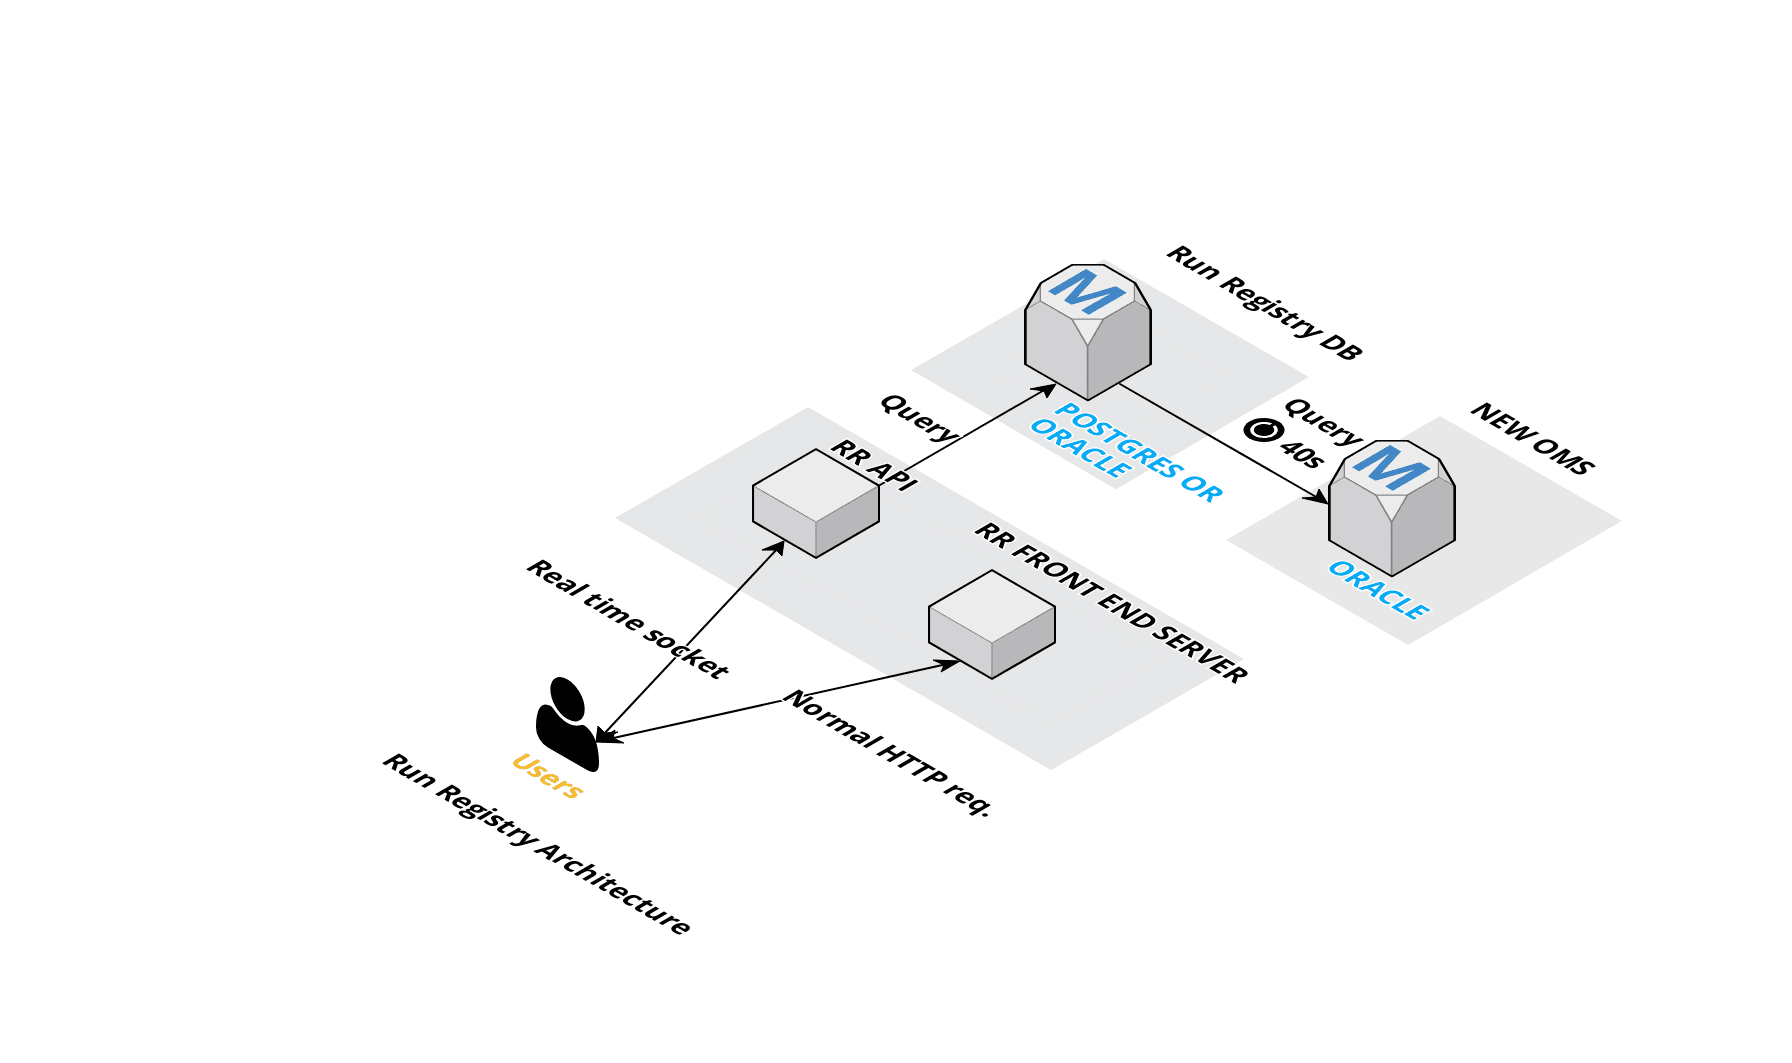 Run Registry DB
M
Query
POSTGRES OR
ORACLE
Query
40s
NEW OMS
M
ORACLE
RR API
RR FRONT END SERVER
Real time socket
Normal HTTP req.
Users
Run Registry Architecture